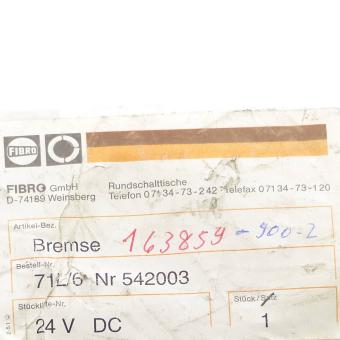 FIBRO
FIBRO GmbH
D-74189 Weinsberg
Rundschalttische
Telefon 07134-73-242 Telefax 07134-73-120
Artikel-Bez.
Bremse 163859-900-2
Bestell-Nr.
71L/6 Nr 542003
Stückliste-Nr.
Stück/Satz
24 V DC
1